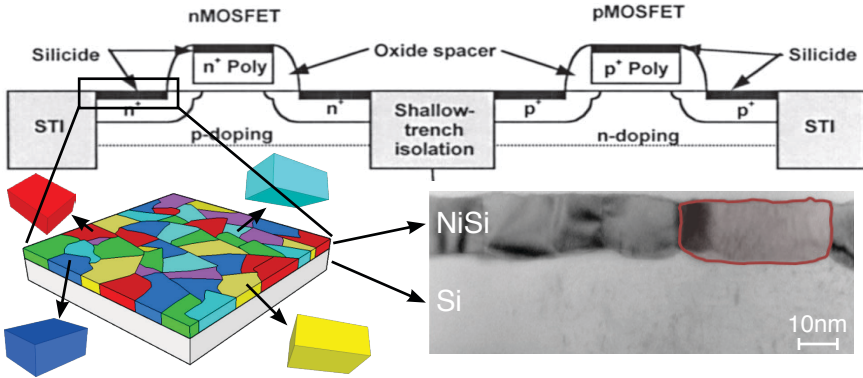 nMOSFET
pMOSFET
Silicide
Oxide spacer
Silicide
n⁺ Poly
p⁺ Poly
STI
n⁺
n⁺
Shallow-
trench
isolation
p⁺
p⁺
STI
p-doping
n-doping
NiSi
Si
10nm